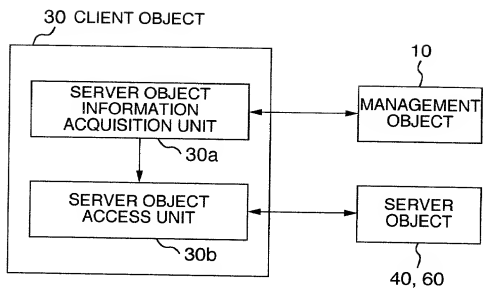 30 CLIENT OBJECT
SERVER OBJECT
INFORMATION
ACQUISITION UNIT
30a
10
MANAGEMENT
OBJECT
SERVER OBJECT
ACCESS UNIT
30b
SERVER
OBJECT
40, 60